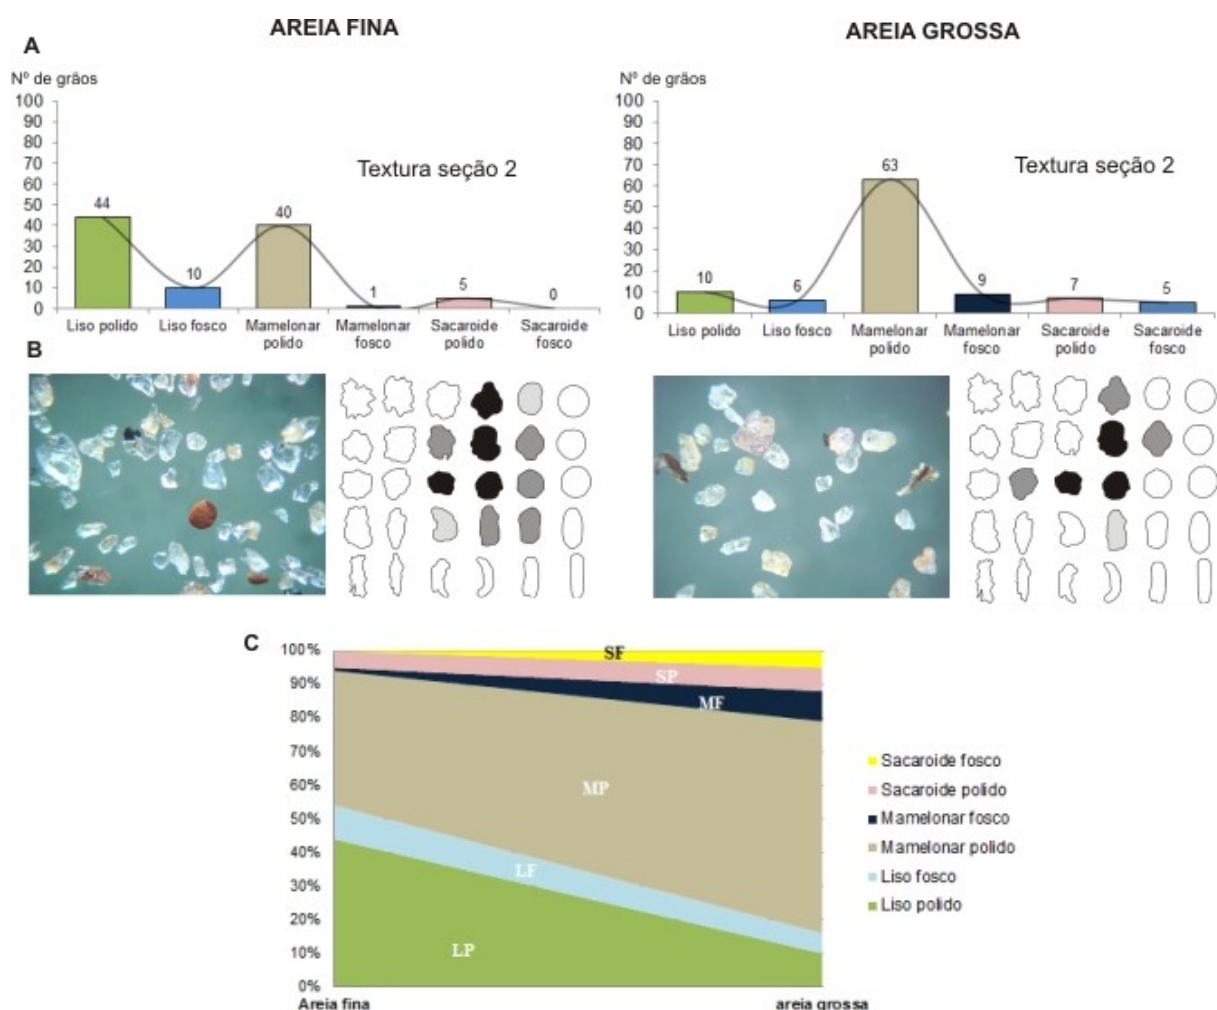 AREIA FINA
AREIA GROSSA
A
Nº de grãos
100
90
80
70
60
50
40
30
20
10
0
Textura seção 2
44
10
40
1
5
0
Liso polido
Liso fosco
Mamelonar
polido
Mamelonar
fosco
Sacaroide
polido
Sacaroide
fosco
Nº de grãos
100
90
80
70
60
50
40
30
20
10
0
Textura seção 2
10
6
63
9
7
5
Liso polido
Liso fosco
Mamelonar
polido
Mamelonar
fosco
Sacaroide
polido
Sacaroide
fosco
B
C
100%
90%
80%
70%
60%
50%
40%
30%
20%
10%
0%
SF
SP
MF
MP
LF
LP
Areia fina
areia grossa
Sacaroide fosco
Sacaroide polido
Mamelonar fosco
Mamelonar polido
Liso fosco
Liso polido